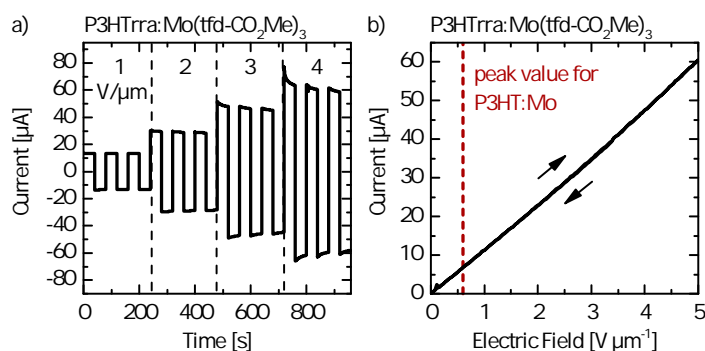 a)
P3HTrra:Mo(tfd-CO₂Me)₃
80
60
40
20
0
-20
-40
-60
-80
Current [µA]
1
V/µm
2
3
4
0
200
400
600
800
Time [s]
b)
P3HTrra:Mo(tfd-CO₂Me)₃
60
50
40
30
20
10
0
Current [µA]
peak value for
P3HT:Mo
0
1
2
3
4
5
Electric Field [V µm⁻¹]